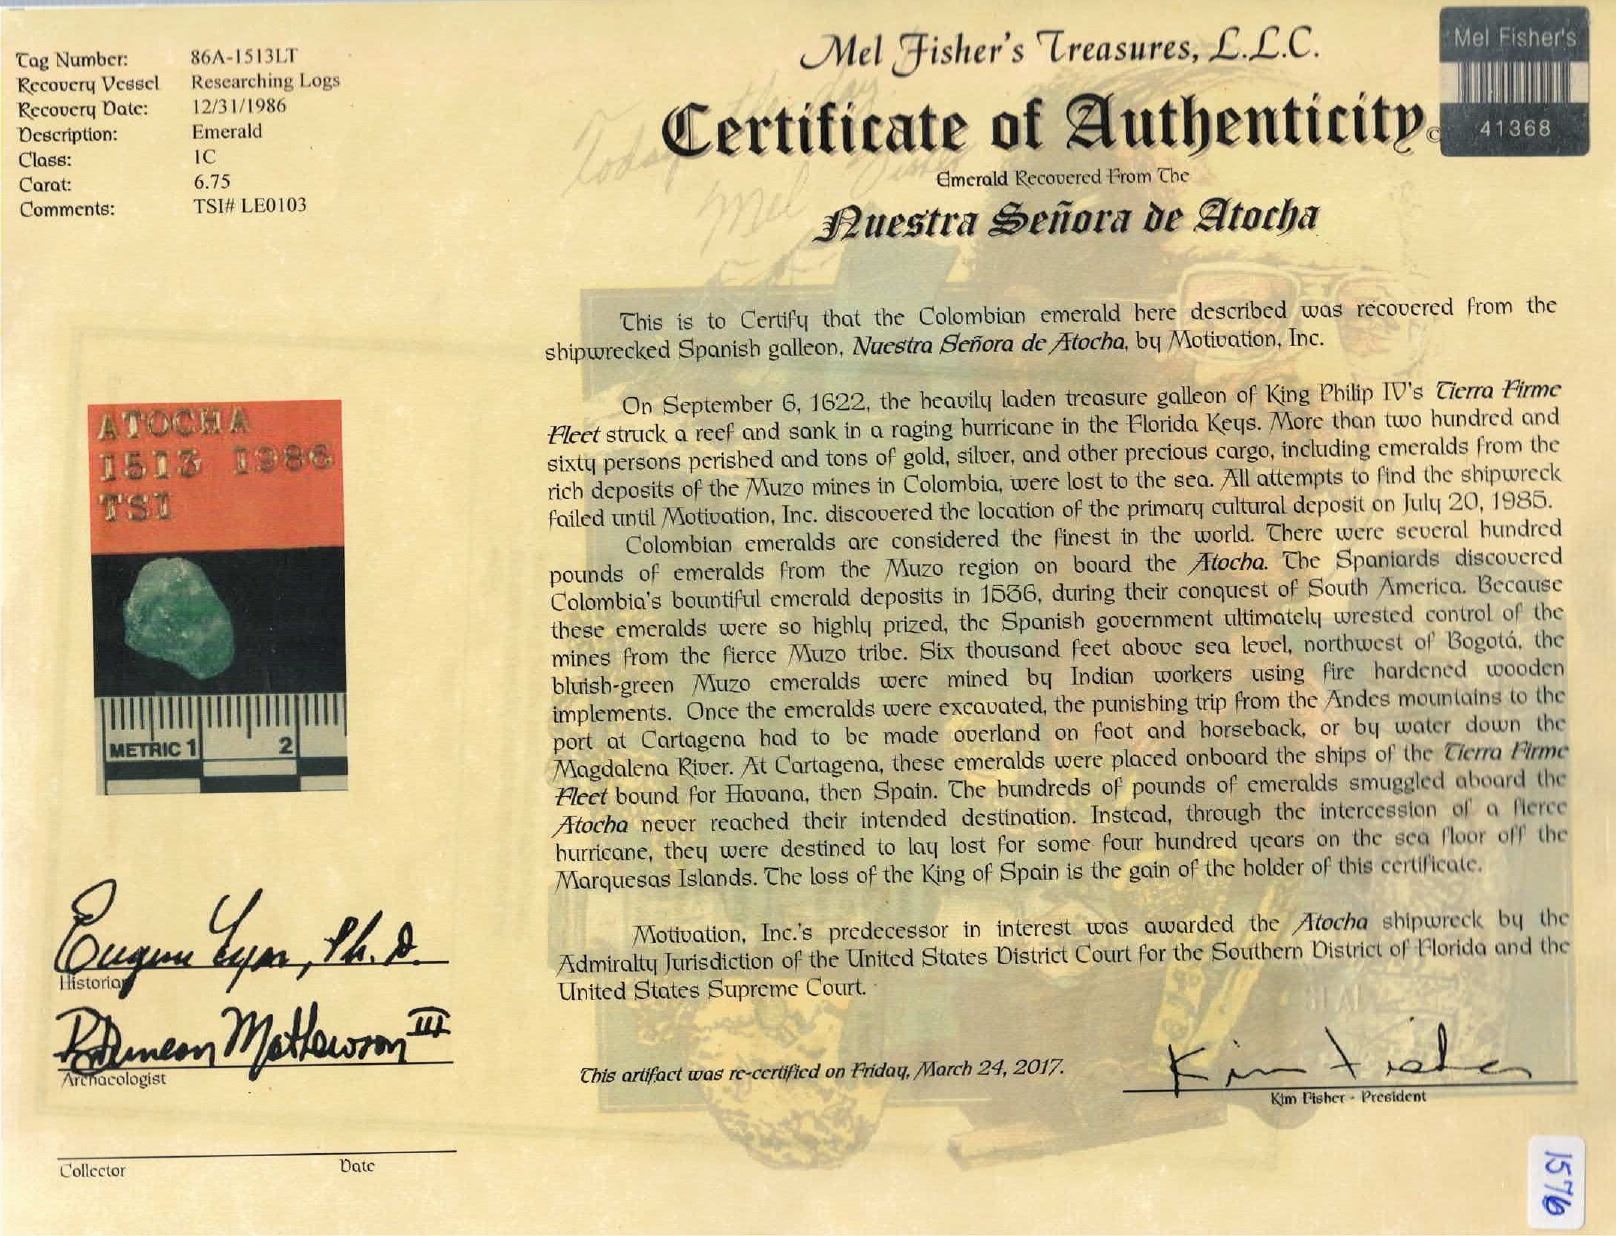 Tag Number: 86A-1513LT
Recovery Vessel Researching Logs
Recovery Date: 12/31/1986
Description: Emerald
Class: 1C
Carat: 6.75
Comments: TSI# LE0103
Mel Fisher's Treasures, L.L.C.
Certificate of Authenticity©
Emerald Recovered From The
Nuestra Señora de Atocha
Mel Fisher's
41368
Today
Mel
This is to Certify that the Colombian emerald here described was recovered from the
shipwrecked Spanish galleon, Nuestra Señora de Atocha, by Motivation, Inc.
On September 6, 1622, the heavily laden treasure galleon of King Philip IV's Tierra Firme
Fleet struck a reef and sank in a raging hurricane in the Florida Keys. More than two hundred and
sixty persons perished and tons of gold, silver, and other precious cargo, including emeralds from the
rich deposits of the Muzo mines in Colombia, were lost to the sea. All attempts to find the shipwreck
failed until Motivation, Inc. discovered the location of the primary cultural deposit on July 20, 1985.
Colombian emeralds are considered the finest in the world. There were several hundred
pounds of emeralds from the Muzo region on board the Atocha. The Spaniards discovered
Colombia's bountiful emerald deposits in 1536, during their conquest of South America. Because
these emeralds were so highly prized, the Spanish government ultimately wrested control of the
mines from the fierce Muzo tribe. Six thousand feet above sea level, northwest of Bogotá, the
bluish-green Muzo emeralds were mined by Indian workers using fire hardened wooden
implements. Once the emeralds were excavated, the punishing trip from the Andes mountains to the
port at Cartagena had to be made overland on foot and horseback, or by water down the
Magdalena River. At Cartagena, these emeralds were placed onboard the ships of the Tierra Firme
Fleet bound for Havana, then Spain. The hundreds of pounds of emeralds smuggled aboard the
Atocha never reached their intended destination. Instead, through the intercession of a fierce
hurricane, they were destined to lay lost for some four hundred years on the sea floor off the
Marquesas Islands. The loss of the King of Spain is the gain of the holder of this certificate.
Motivation, Inc.'s predecessor in interest was awarded the Atocha shipwreck by the
Admiralty Jurisdiction of the United States District Court for the Southern District of Florida and the
United States Supreme Court.
This artifact was re-certified on Friday, March 24, 2017.
Kim Fisher
Kim Fisher - President
ATOCHA
1513 1986
TSI
METRIC 1 2
Eugene Lyon, Ph.D.
Historian
R Duncan Mathewson III
Archaeologist
Collector Date
1576